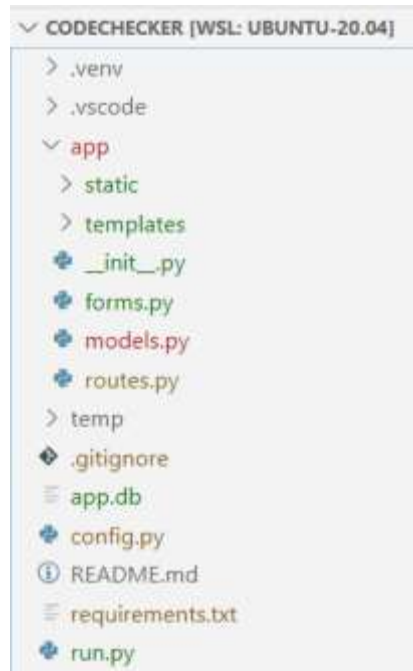 CODECHECKER [WSL: UBUNTU-20.04]
.venv
.vscode
app
static
templates
__init__.py
forms.py
models.py
routes.py
temp
.gitignore
app.db
config.py
README.md
requirements.txt
run.py